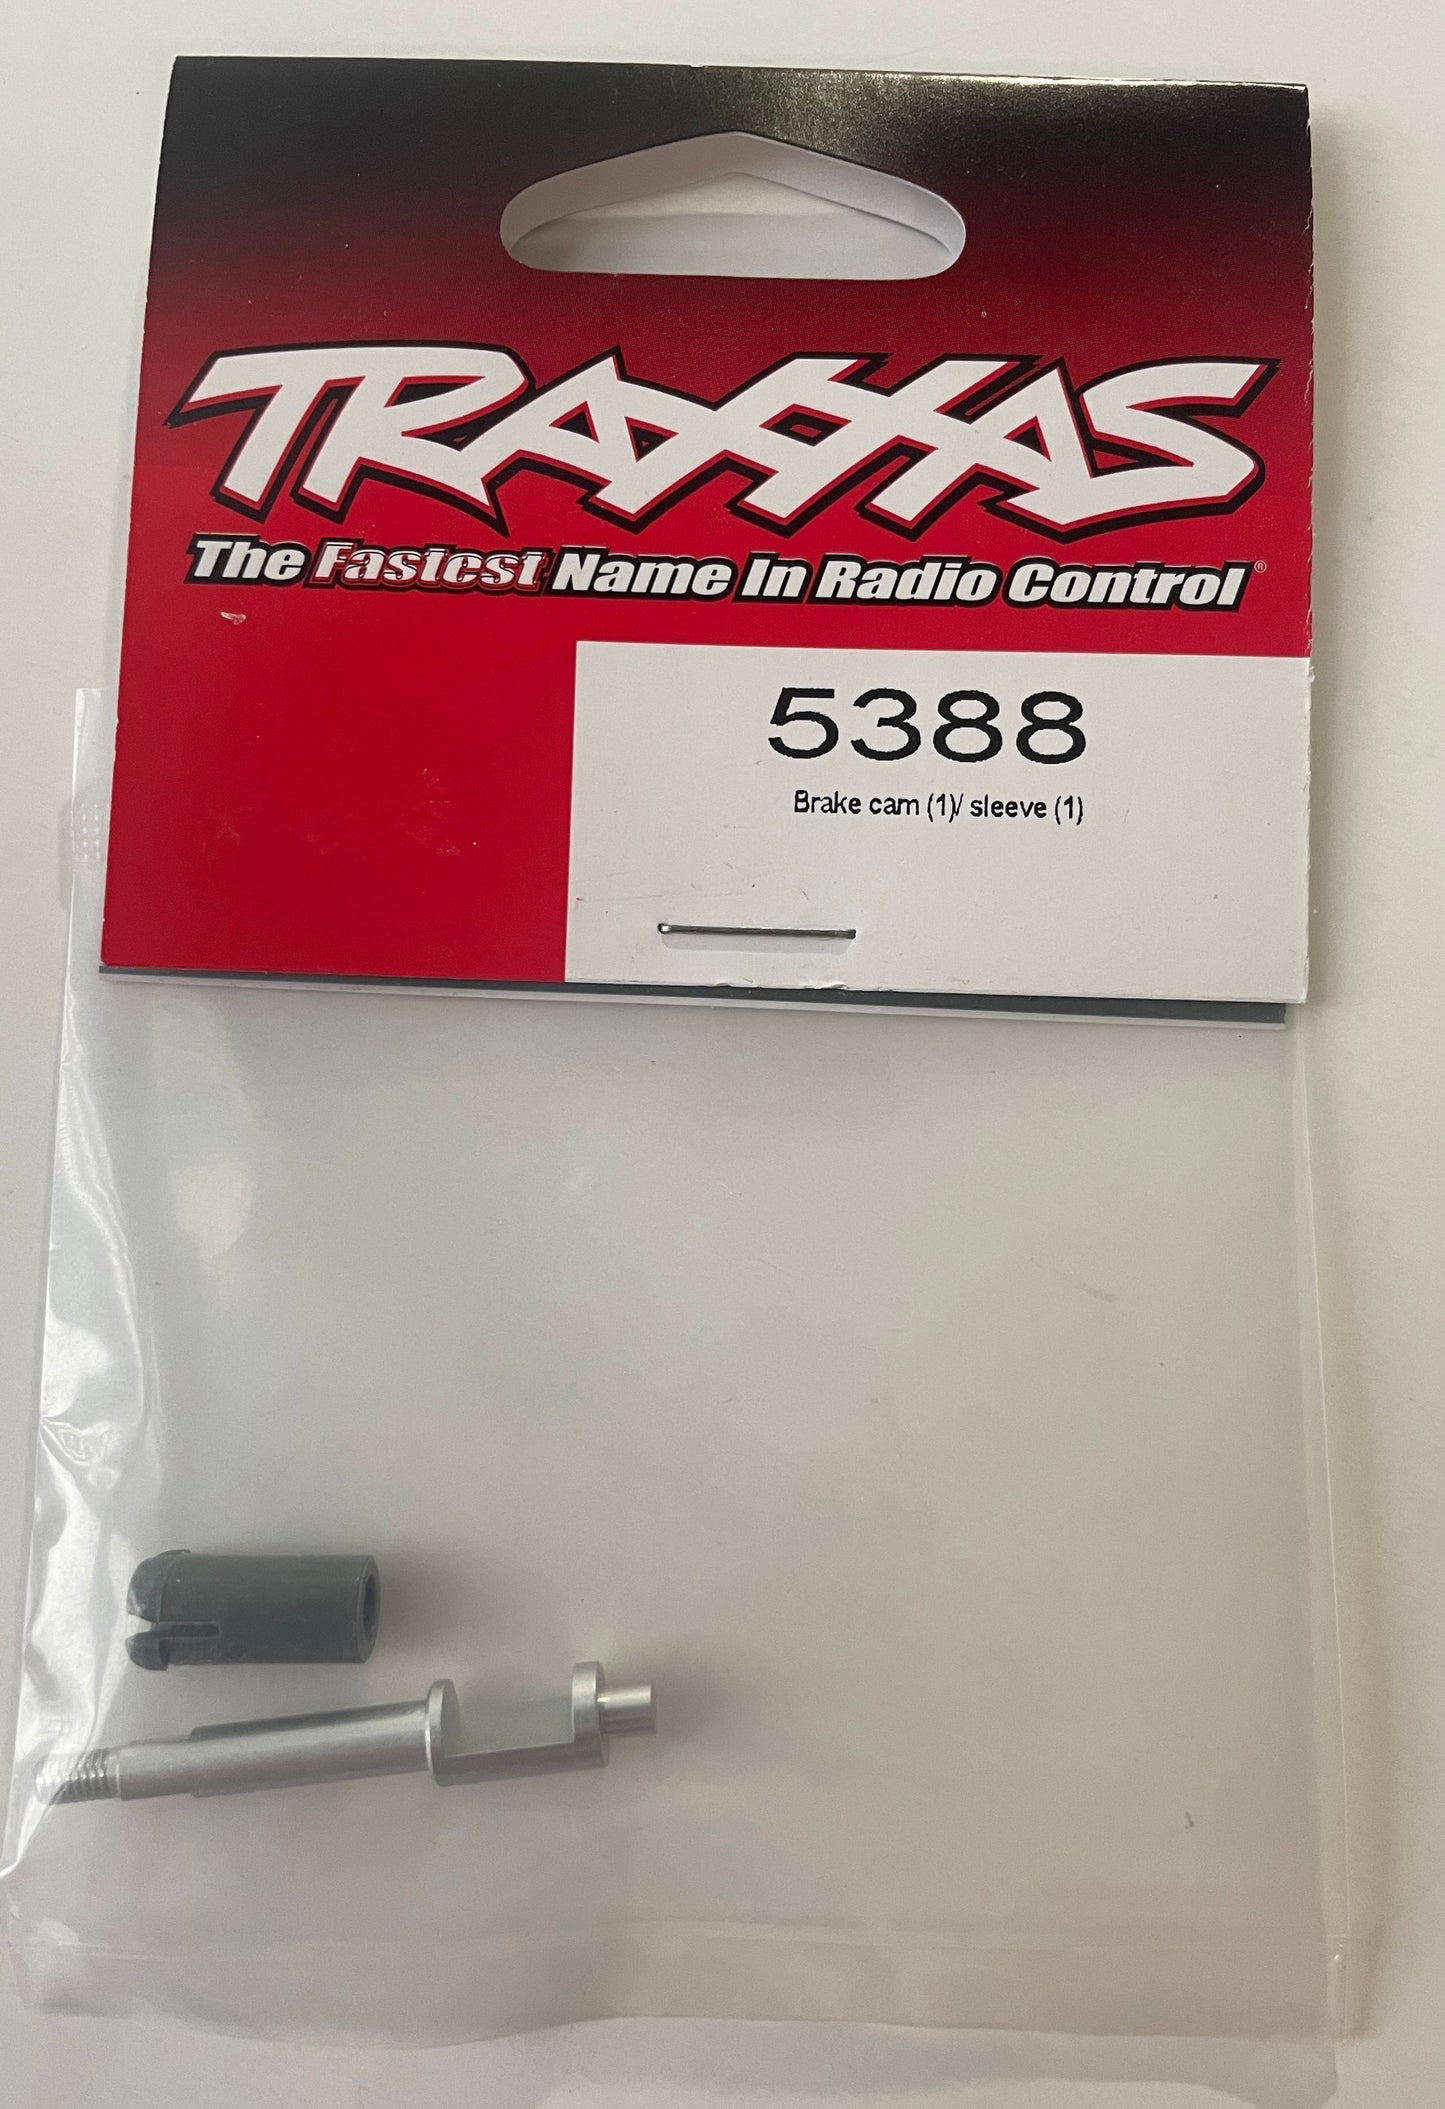 TRAXXAS
The Fastest Name In Radio Control®
5388
Brake cam (1)/ sleeve (1)